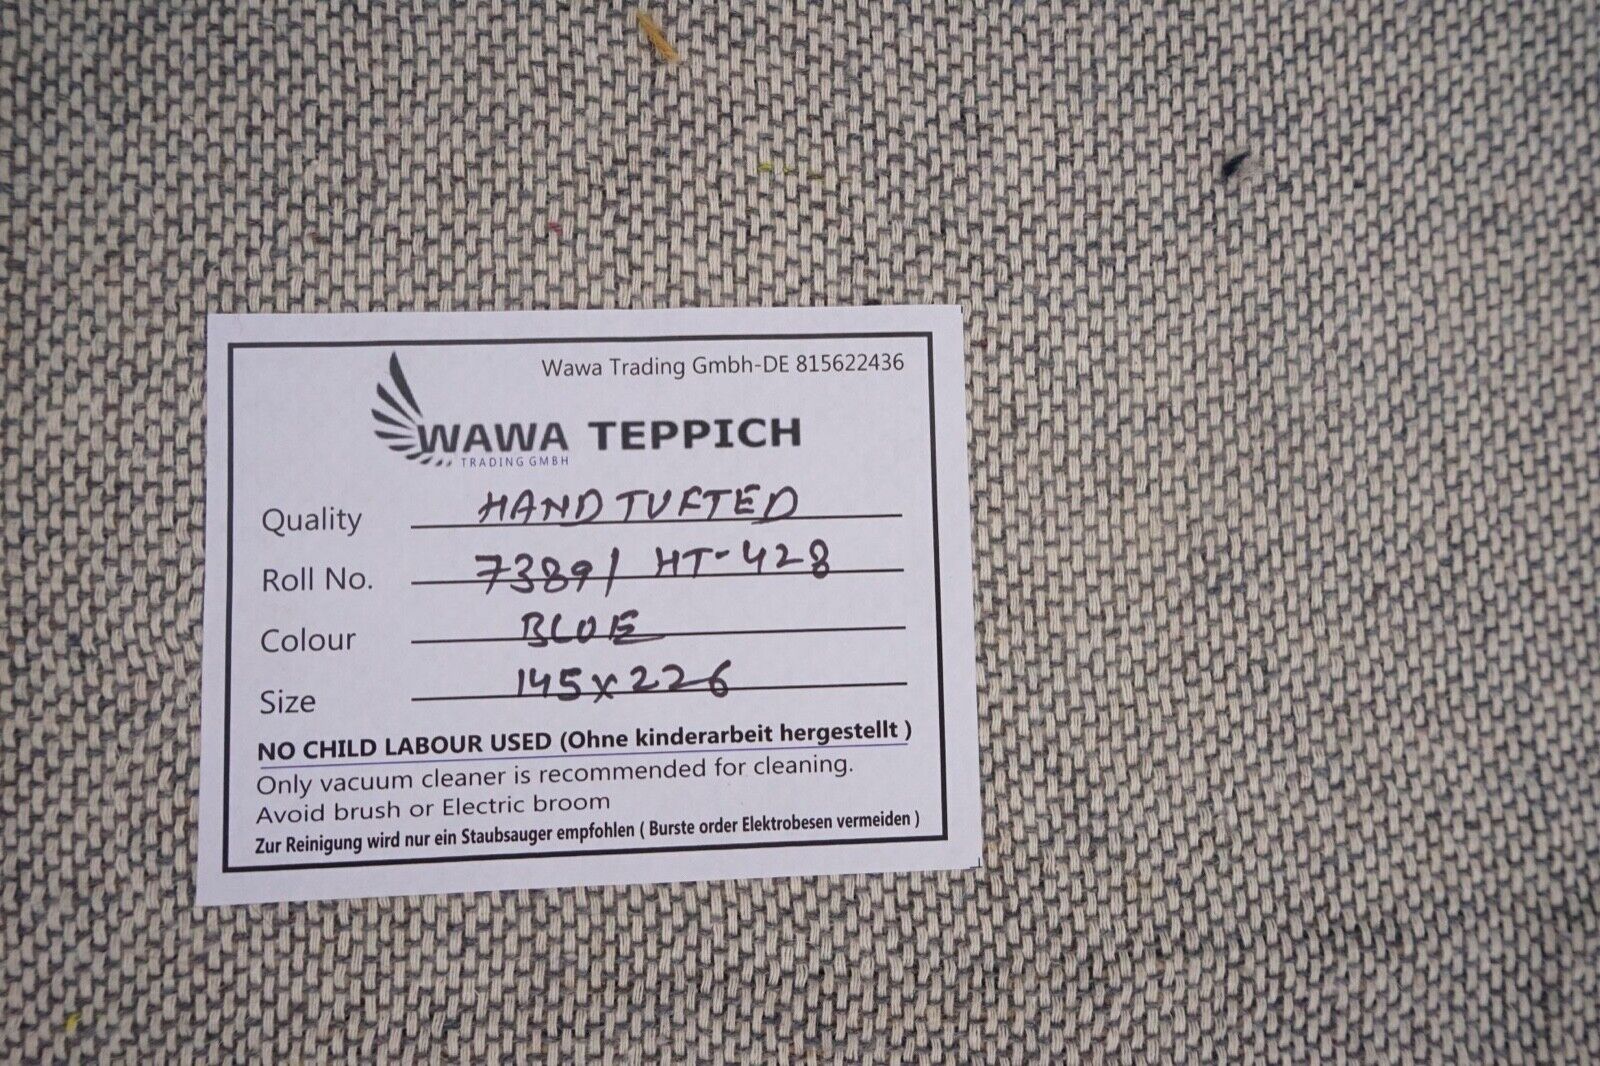 Wawa Trading Gmbh-DE 815622436
WAWA TEPPICH
TRADING GMBH
Quality HAND TUFTED
Roll No. 7389/ HT-428
Colour BLUE
Size 145x226
NO CHILD LABOUR USED (Ohne kinderarbeit hergestellt )
Only vacuum cleaner is recommended for cleaning.
Avoid brush or Electric broom
Zur Reinigung wird nur ein Staubsauger empfohlen ( Burste order Elektrobesen vermeiden )